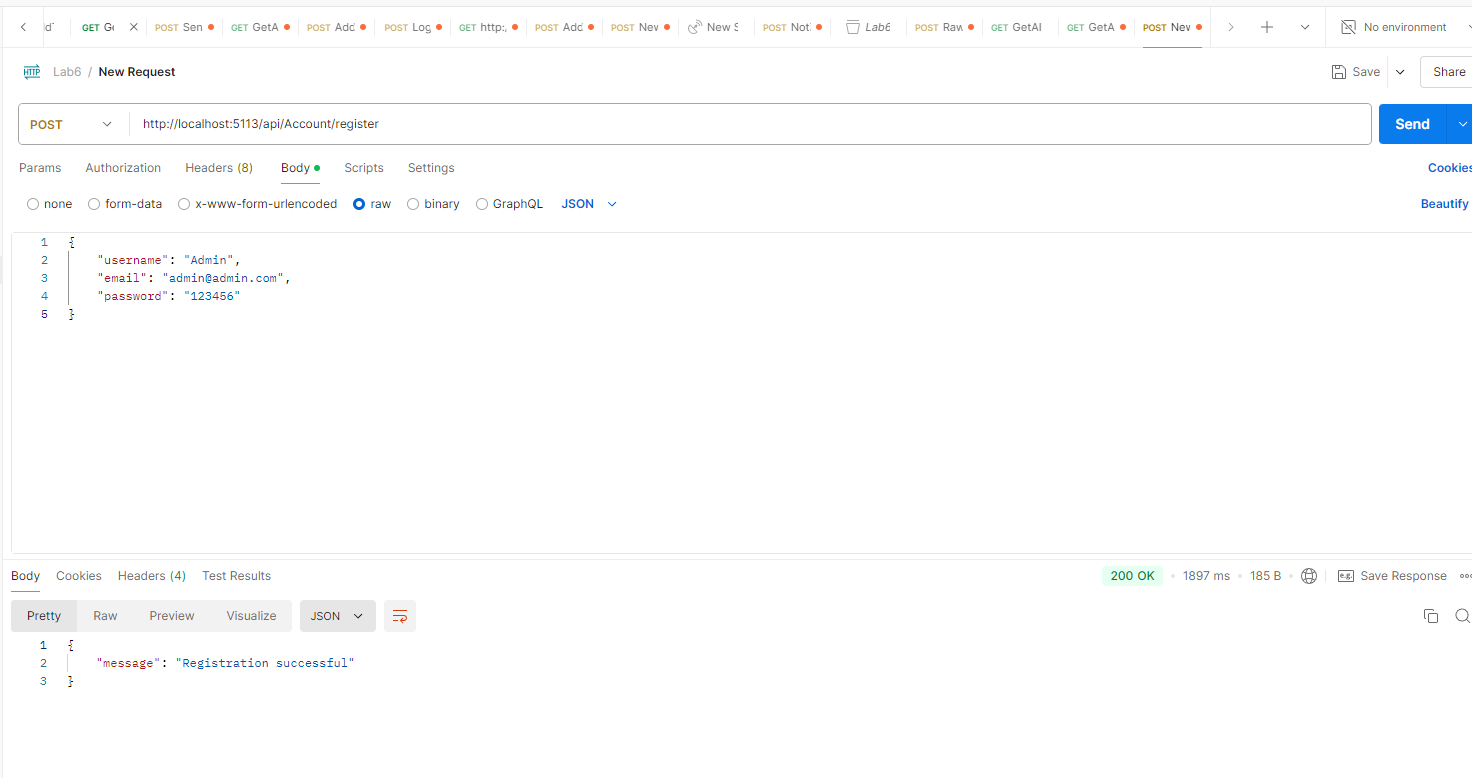 GET Ge POST Sen GET GetA POST Add POST Log GET http:, POST Add POST Nev New S POST Not Lab6 POST Raw GET GetAl GET GetA POST Nev No environment
HTTP Lab6 / New Request Save Share
POST http://localhost:5113/api/Account/register Send
Params Authorization Headers (8) Body Scripts Settings Cookies
none form-data x-www-form-urlencoded raw binary GraphQL JSON Beautify
1 {
2 "username": "Admin",
3 "email": "admin@admin.com",
4 "password": "123456"
5 }
Body Cookies Headers (4) Test Results 200 OK 1897 ms 185 B e.g. Save Response
Pretty Raw Preview Visualize JSON
1 {
2 "message": "Registration successful"
3 }